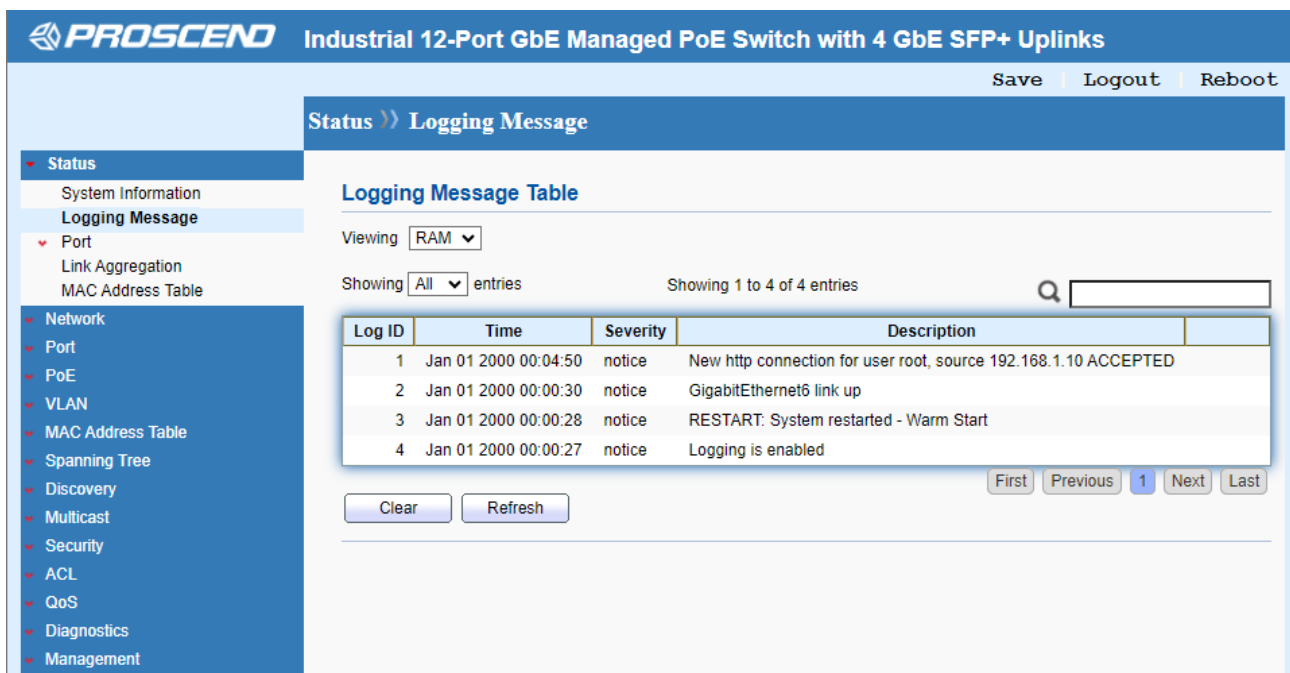 PROSCEND Industrial 12-Port GbE Managed PoE Switch with 4 GbE SFP+ Uplinks
Save Logout Reboot
Status » Logging Message
Status
System Information
Logging Message
Port
Link Aggregation
MAC Address Table
Network
Port
PoE
VLAN
MAC Address Table
Spanning Tree
Discovery
Multicast
Security
ACL
QoS
Diagnostics
Management
Logging Message Table
Viewing RAM
Showing All entries Showing 1 to 4 of 4 entries
Log ID Time Severity Description
1 Jan 01 2000 00:04:50 notice New http connection for user root, source 192.168.1.10 ACCEPTED
2 Jan 01 2000 00:00:30 notice GigabitEthernet6 link up
3 Jan 01 2000 00:00:28 notice RESTART: System restarted - Warm Start
4 Jan 01 2000 00:00:27 notice Logging is enabled
First Previous 1 Next Last
Clear Refresh